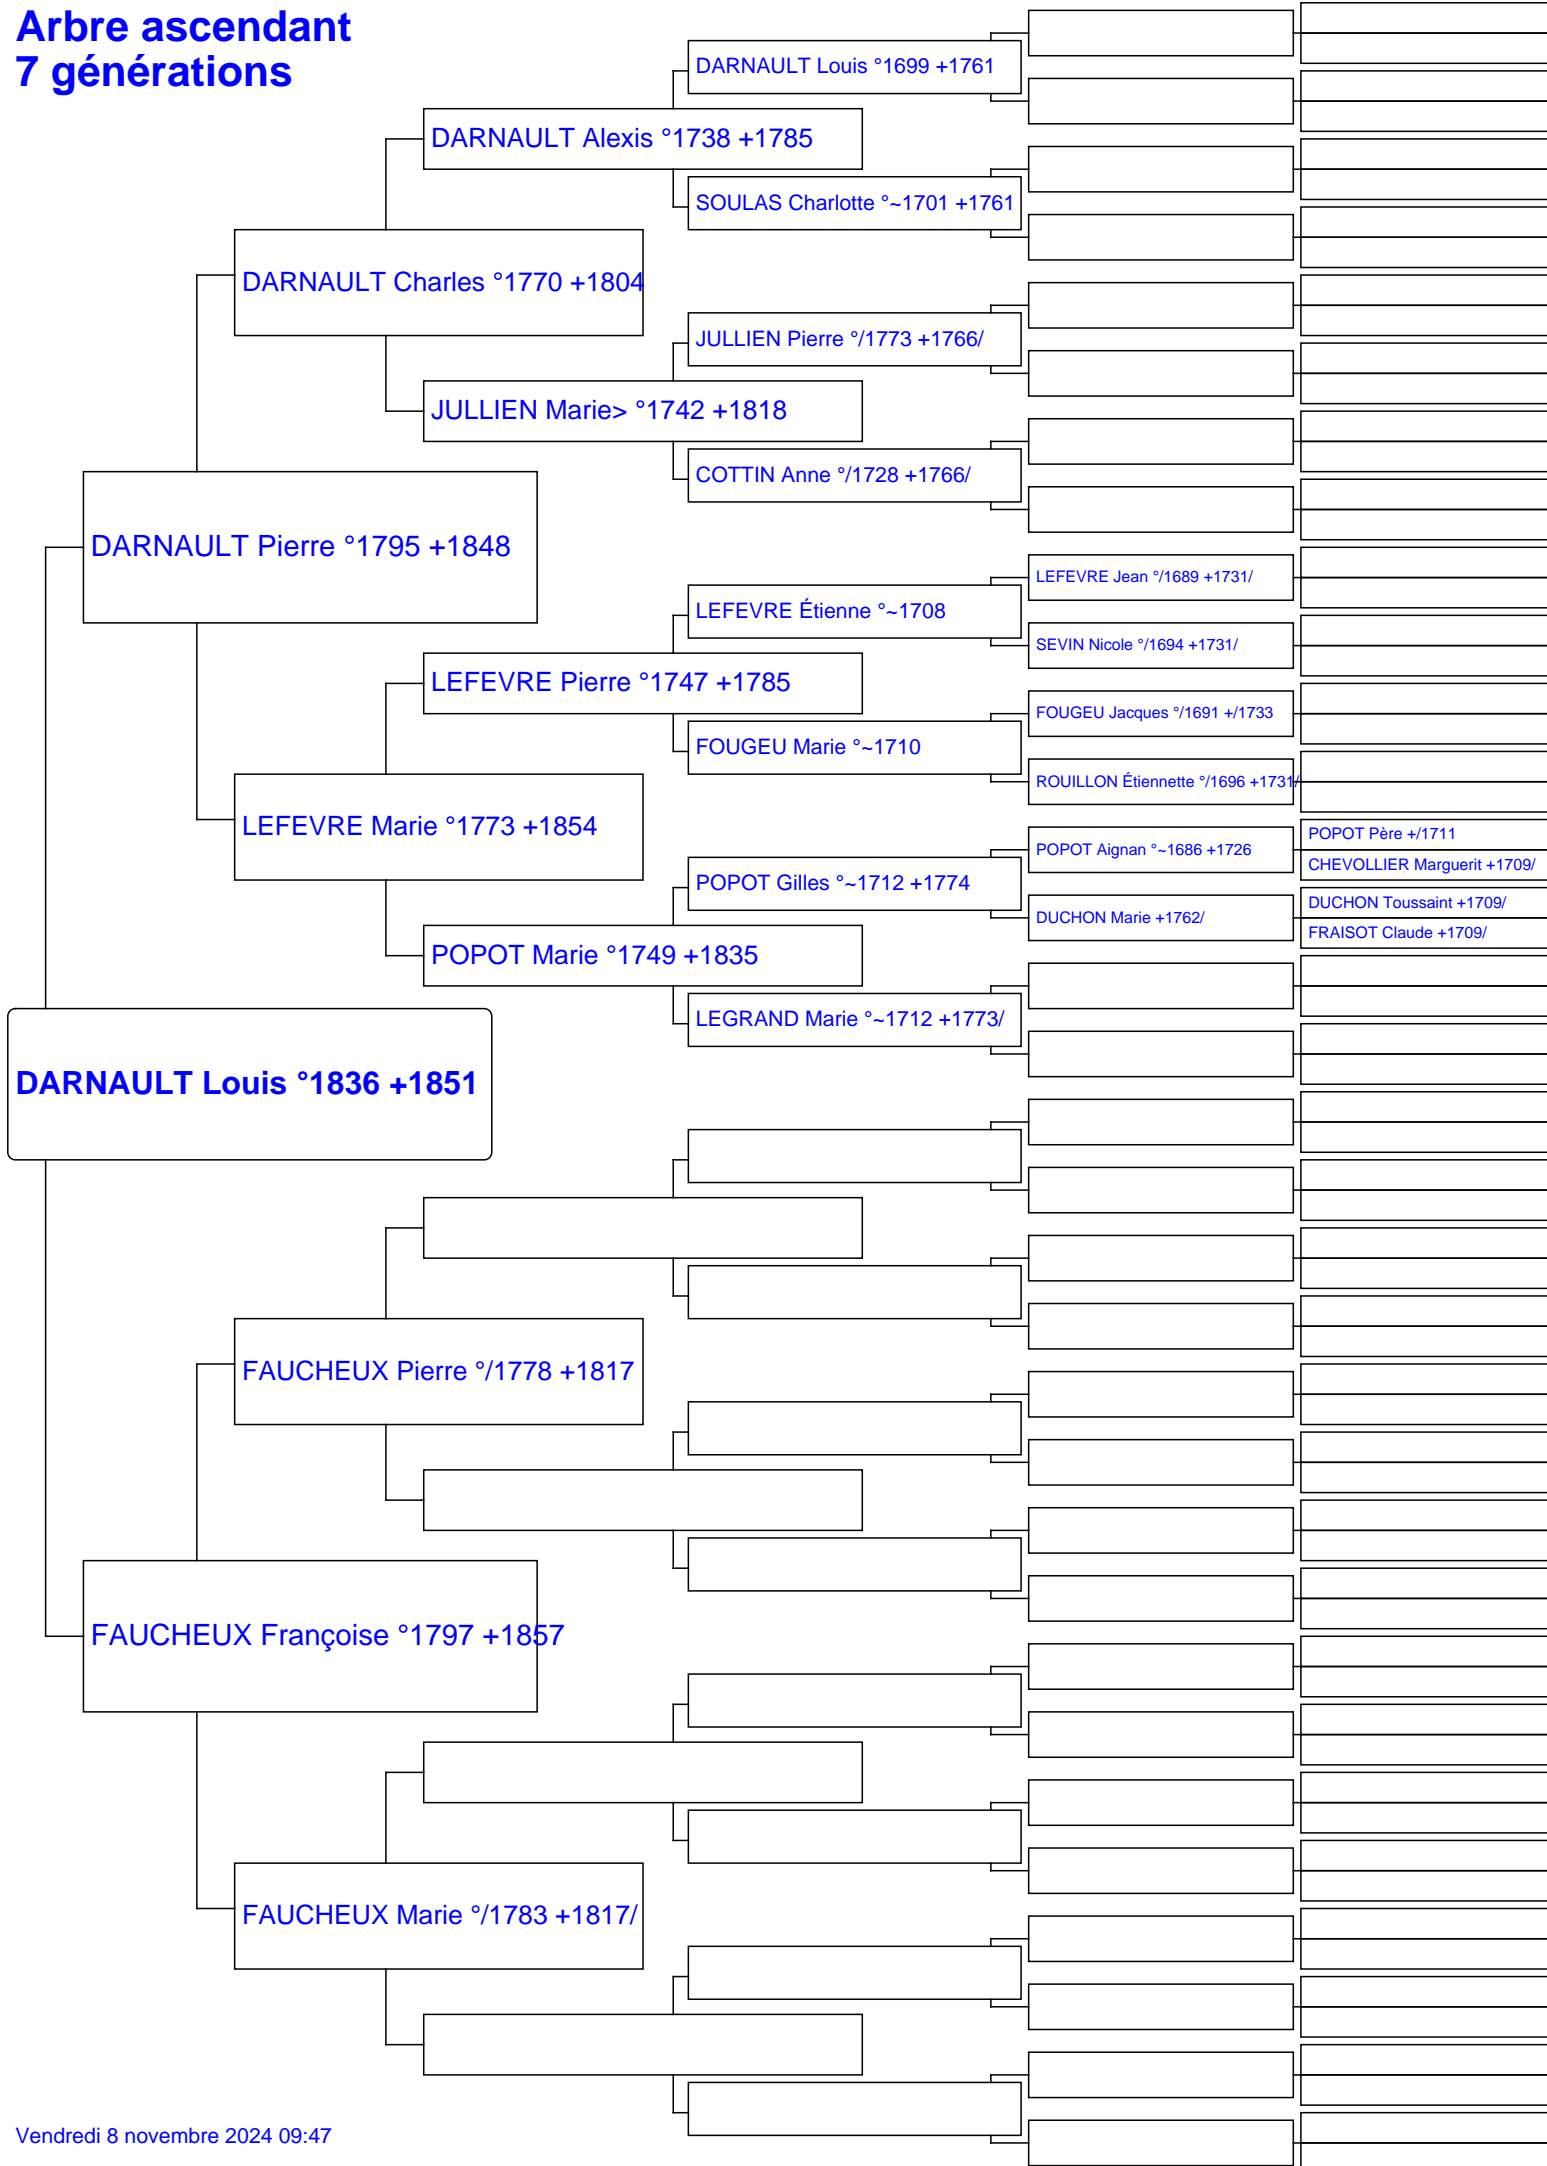 Arbre ascendant
7 générations
DARNAULT Louis °1699 +1761
DARNAULT Alexis °1738 +1785
SOULAS Charlotte °~1701 +1761
DARNAULT Charles °1770 +1804
JULLIEN Pierre °/1773 +1766/
JULLIEN Marie> °1742 +1818
COTTIN Anne °/1728 +1766/
DARNAULT Pierre °1795 +1848
LEFEVRE Jean °/1689 +1731/
LEFEVRE Étienne °~1708
SEVIN Nicole °/1694 +1731/
LEFEVRE Pierre °1747 +1785
FOUGEU Jacques °/1691 +/1733
FOUGEU Marie °~1710
ROUILLON Étiennette °/1696 +1731/
LEFEVRE Marie °1773 +1854
POPOT Père +/1711
POPOT Aignan °~1686 +1726
CHEVOLLIER Marguerit +1709/
POPOT Gilles °~1712 +1774
DUCHON Toussaint +1709/
DUCHON Marie +1762/
FRAISOT Claude +1709/
POPOT Marie °1749 +1835
LEGRAND Marie °~1712 +1773/
DARNAULT Louis °1836 +1851
FAUCHEUX Pierre °/1778 +1817
FAUCHEUX Françoise °1797 +1857
FAUCHEUX Marie °/1783 +1817/
Vendredi 8 novembre 2024 09:47